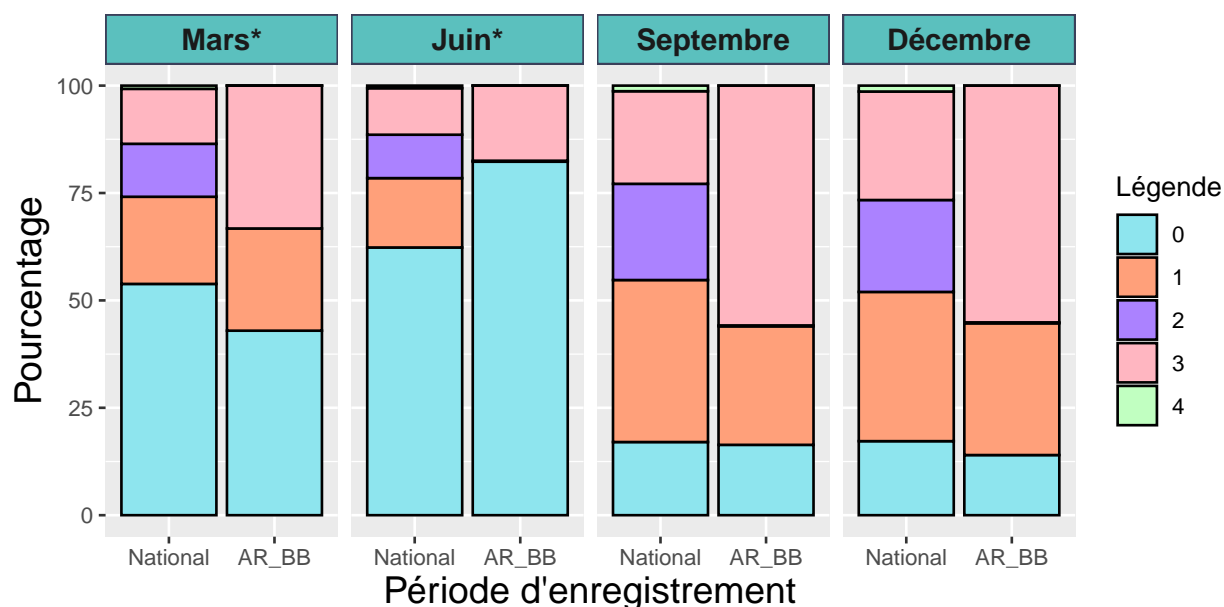 Mars* Juin* Septembre Décembre
Pourcentage
100
75
50
25
0
National AR_BB National AR_BB National AR_BB National AR_BB
Période d'enregistrement
Légende
0
1
2
3
4